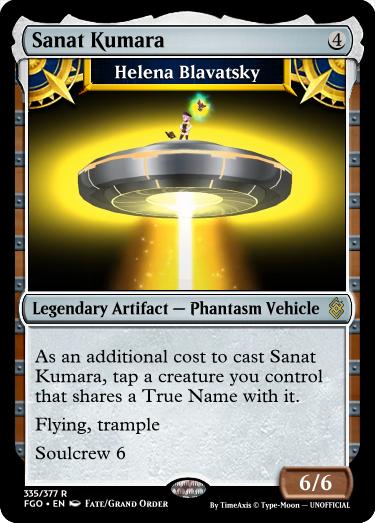 Sanat Kumara 4
Helena Blavatsky
Legendary Artifact — Phantasm Vehicle
As an additional cost to cast Sanat
Kumara, tap a creature you control
that shares a True Name with it.
Flying, trample
Soulcrew 6
6/6
335/377 R
FGO • EN Fate/Grand Order
By TimeAxis © Type-Moon — UNOFFICIAL